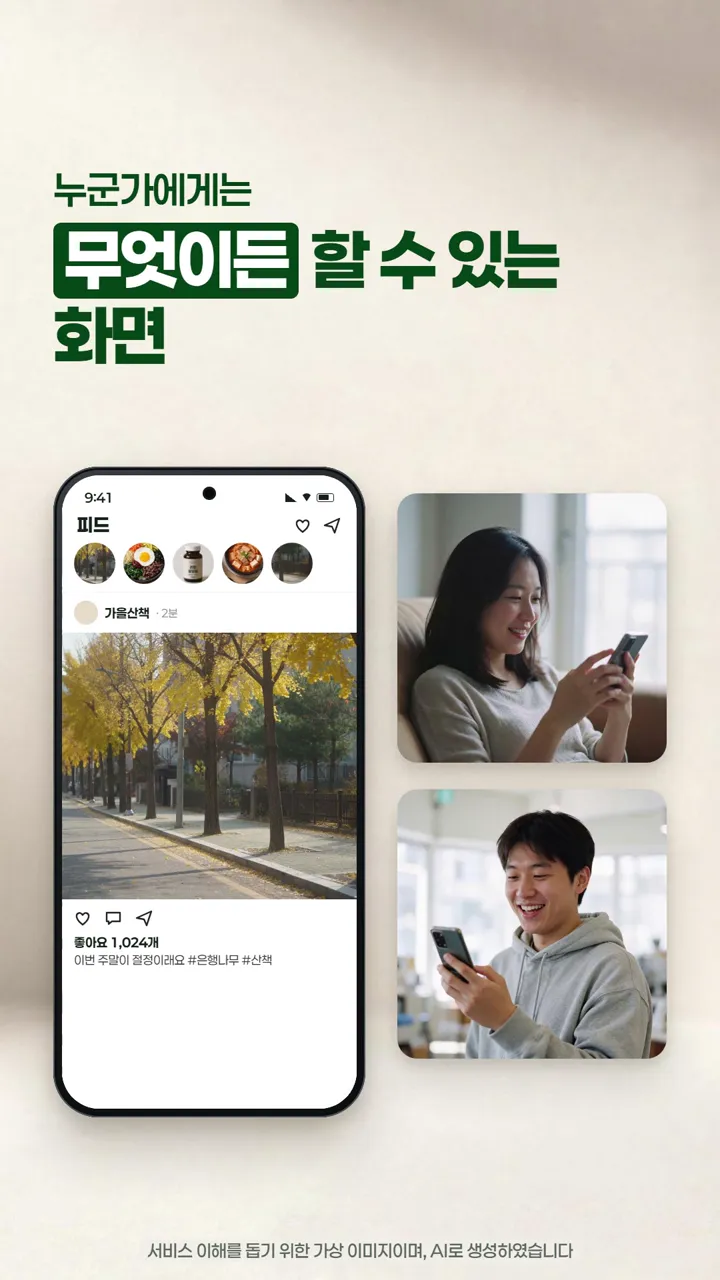 누군가에게는
무엇이든 할 수 있는
화면
9:41
피드
가을산책 · 2분
좋아요 1,024개
이번 주말이 절정이래요 #은행나무 #산책
서비스 이해를 돕기 위한 가상 이미지이며, AI로 생성하였습니다